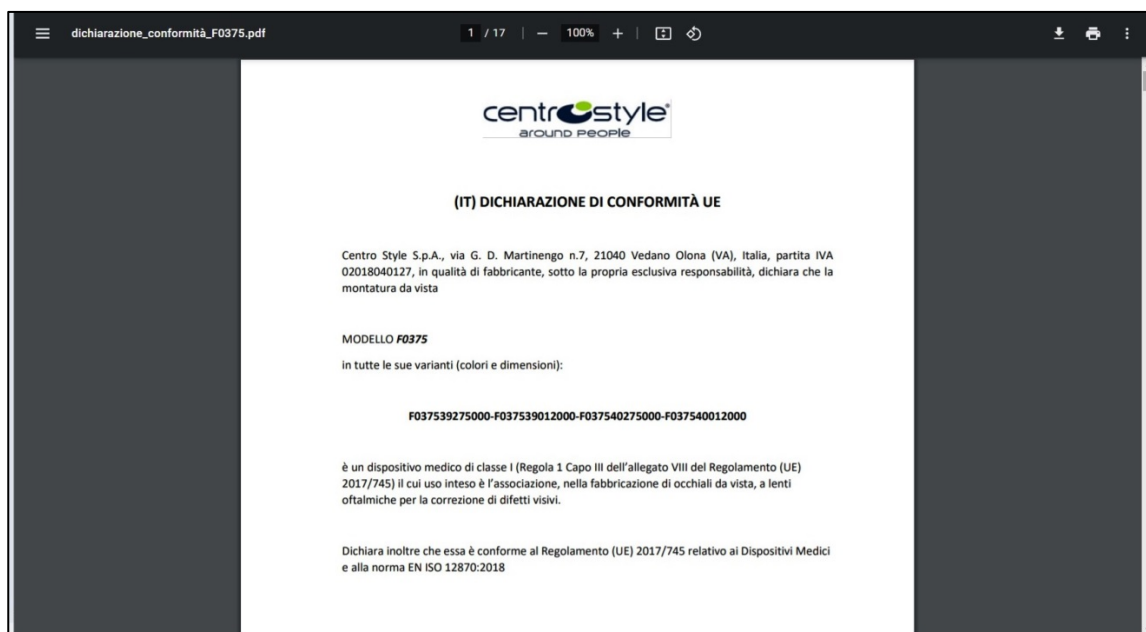 dichiarazione_conformità_F0375.pdf
1 / 17
100%
centrostyle®
around people
(IT) DICHIARAZIONE DI CONFORMITÀ UE
Centro Style S.p.A., via G. D. Martinengo n.7, 21040 Vedano Olona (VA), Italia, partita IVA
02018040127, in qualità di fabbricante, sotto la propria esclusiva responsabilità, dichiara che la
montatura da vista
MODELLO F0375
in tutte le sue varianti (colori e dimensioni):
F037539275000-F037539012000-F037540275000-F037540012000
è un dispositivo medico di classe I (Regola 1 Capo III dell'allegato VIII del Regolamento (UE)
2017/745) il cui uso inteso è l'associazione, nella fabbricazione di occhiali da vista, a lenti
oftalmiche per la correzione di difetti visivi.
Dichiara inoltre che essa è conforme al Regolamento (UE) 2017/745 relativo ai Dispositivi Medici
e alla norma EN ISO 12870:2018